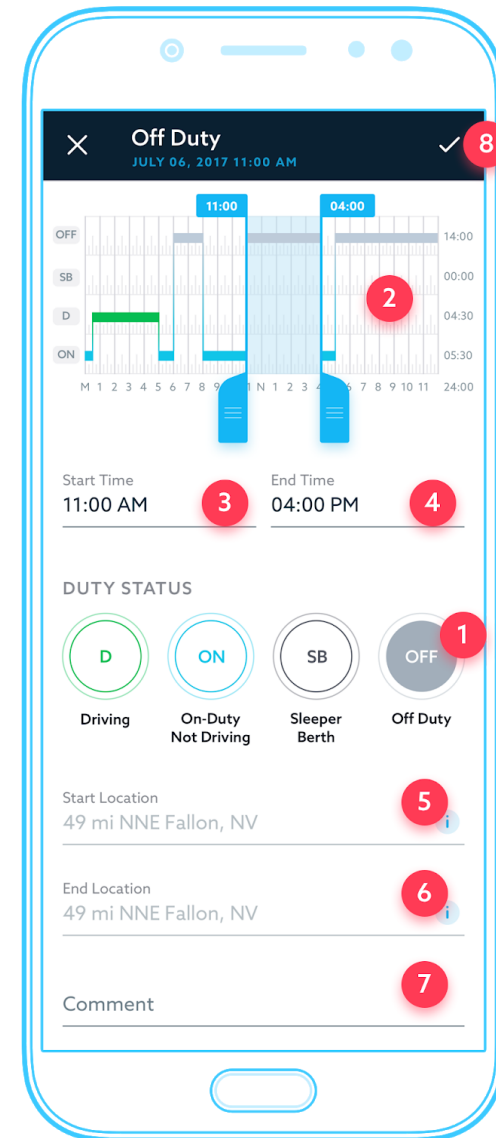 Off Duty
JULY 06, 2017 11:00 AM
8
11:00 04:00
OFF 14:00
SB 00:00
2
D 04:30
ON 05:30
M 1 2 3 4 5 6 7 8 9 1 N 1 2 3 4 6 7 8 9 10 11 24:00
Start Time End Time
11:00 AM 3 04:00 PM 4
DUTY STATUS
1
D ON SB OFF
Driving On-Duty Sleeper Off Duty
Not Driving Berth
Start Location
5
49 mi NNE Fallon, NV i
End Location
6
49 mi NNE Fallon, NV i
7
Comment